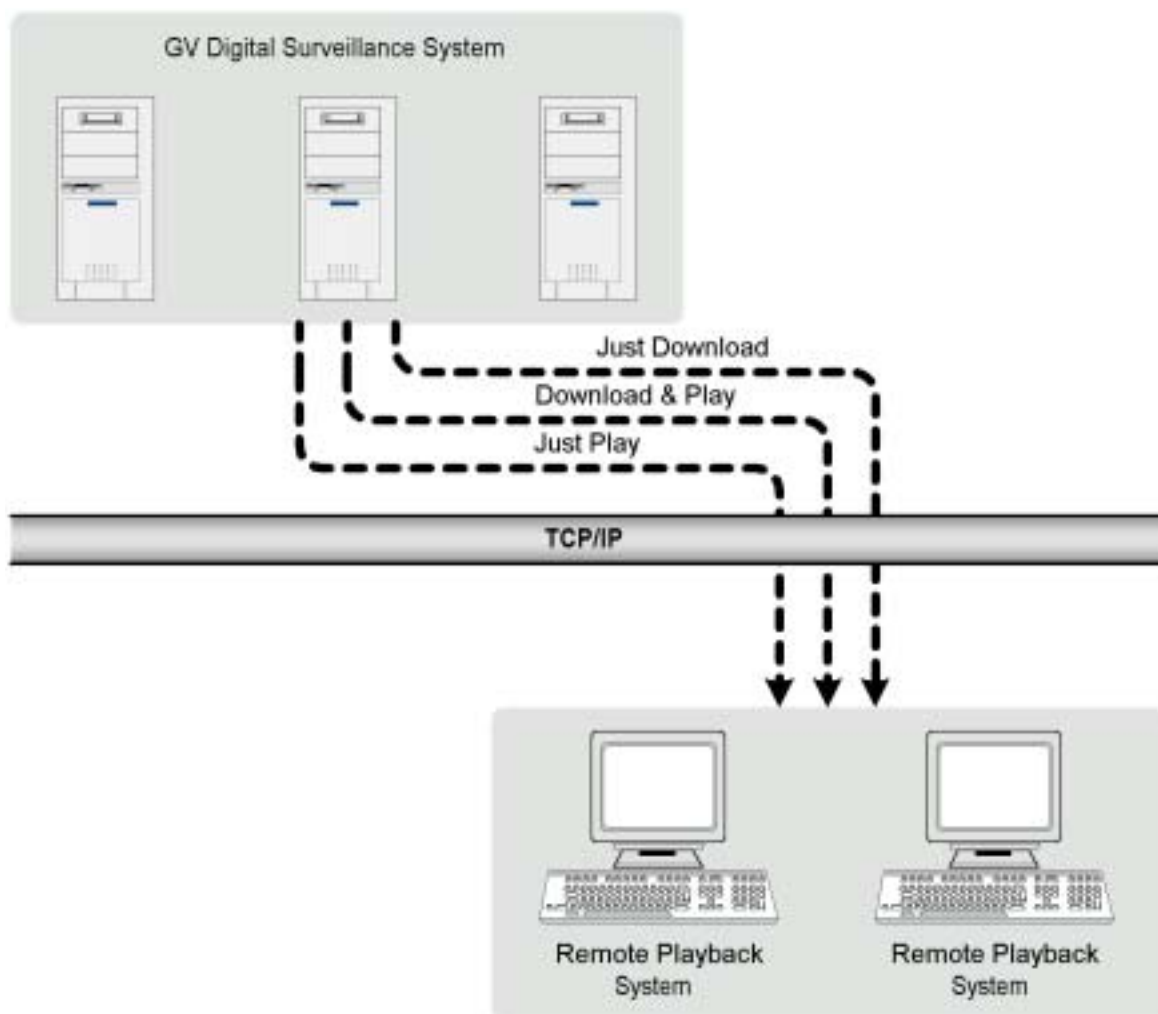 GV Digital Surveillance System
Just Download
Download & Play
Just Play
TCP/IP
Remote Playback
System
Remote Playback
System